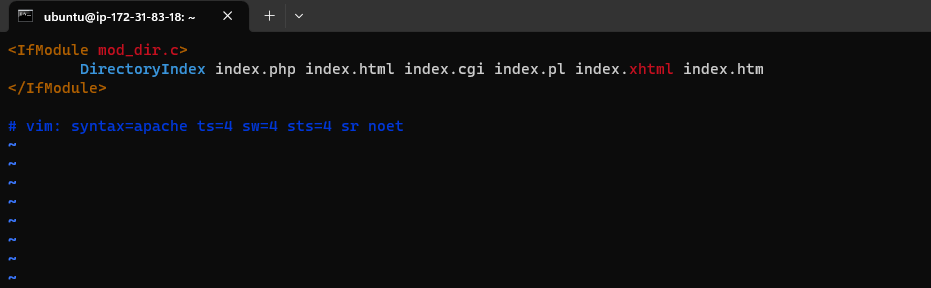 ubuntu@ip-172-31-83-18: ~
<IfModule mod_dir.c>
        DirectoryIndex index.php index.html index.cgi index.pl index.xhtml index.htm
</IfModule>

# vim: syntax=apache ts=4 sw=4 sts=4 sr noet
~
~
~
~
~
~
~
~